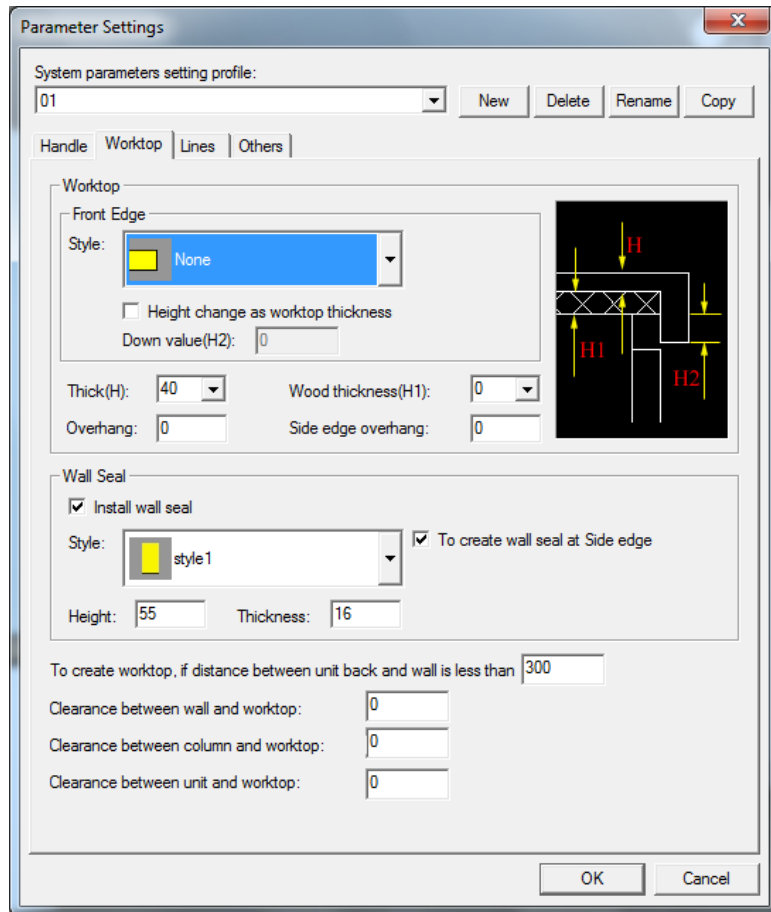 Parameter Settings
System parameters setting profile:
01 New Delete Rename Copy
Handle Worktop Lines Others
Worktop
Front Edge
Style: None
Height change as worktop thickness
Down value(H2): 0
H
H1
H2
Thick(H): 40 Wood thickness(H1): 0
Overhang: 0 Side edge overhang: 0
Wall Seal
Install wall seal
Style: style1 To create wall seal at Side edge
Height: 55 Thickness: 16
To create worktop, if distance between unit back and wall is less than 300
Clearance between wall and worktop: 0
Clearance between column and worktop: 0
Clearance between unit and worktop: 0
OK Cancel